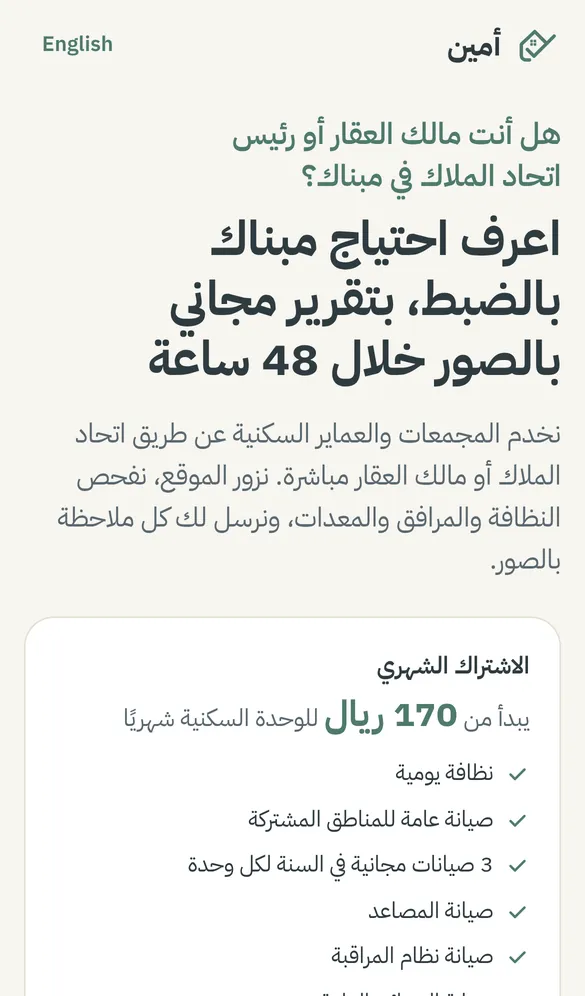 أمين
English
هل أنت مالك العقار أو رئيس
اتحاد الملاك في مبناك؟
اعرف احتياج مبناك
بالضبط، بتقرير مجاني
بالصور خلال 48 ساعة
نخدم المجمعات والعماير السكنية عن طريق اتحاد
الملاك أو مالك العقار مباشرة. نزور الموقع، نفحص
النظافة والمرافق والمعدات، ونرسل لك كل ملاحظة
بالصور.
الاشتراك الشهري
يبدأ من 170 ريال للوحدة السكنية شهريًا
نظافة يومية
صيانة عامة للمناطق المشتركة
3 صيانات مجانية في السنة لكل وحدة
صيانة المصاعد
صيانة نظام المراقبة